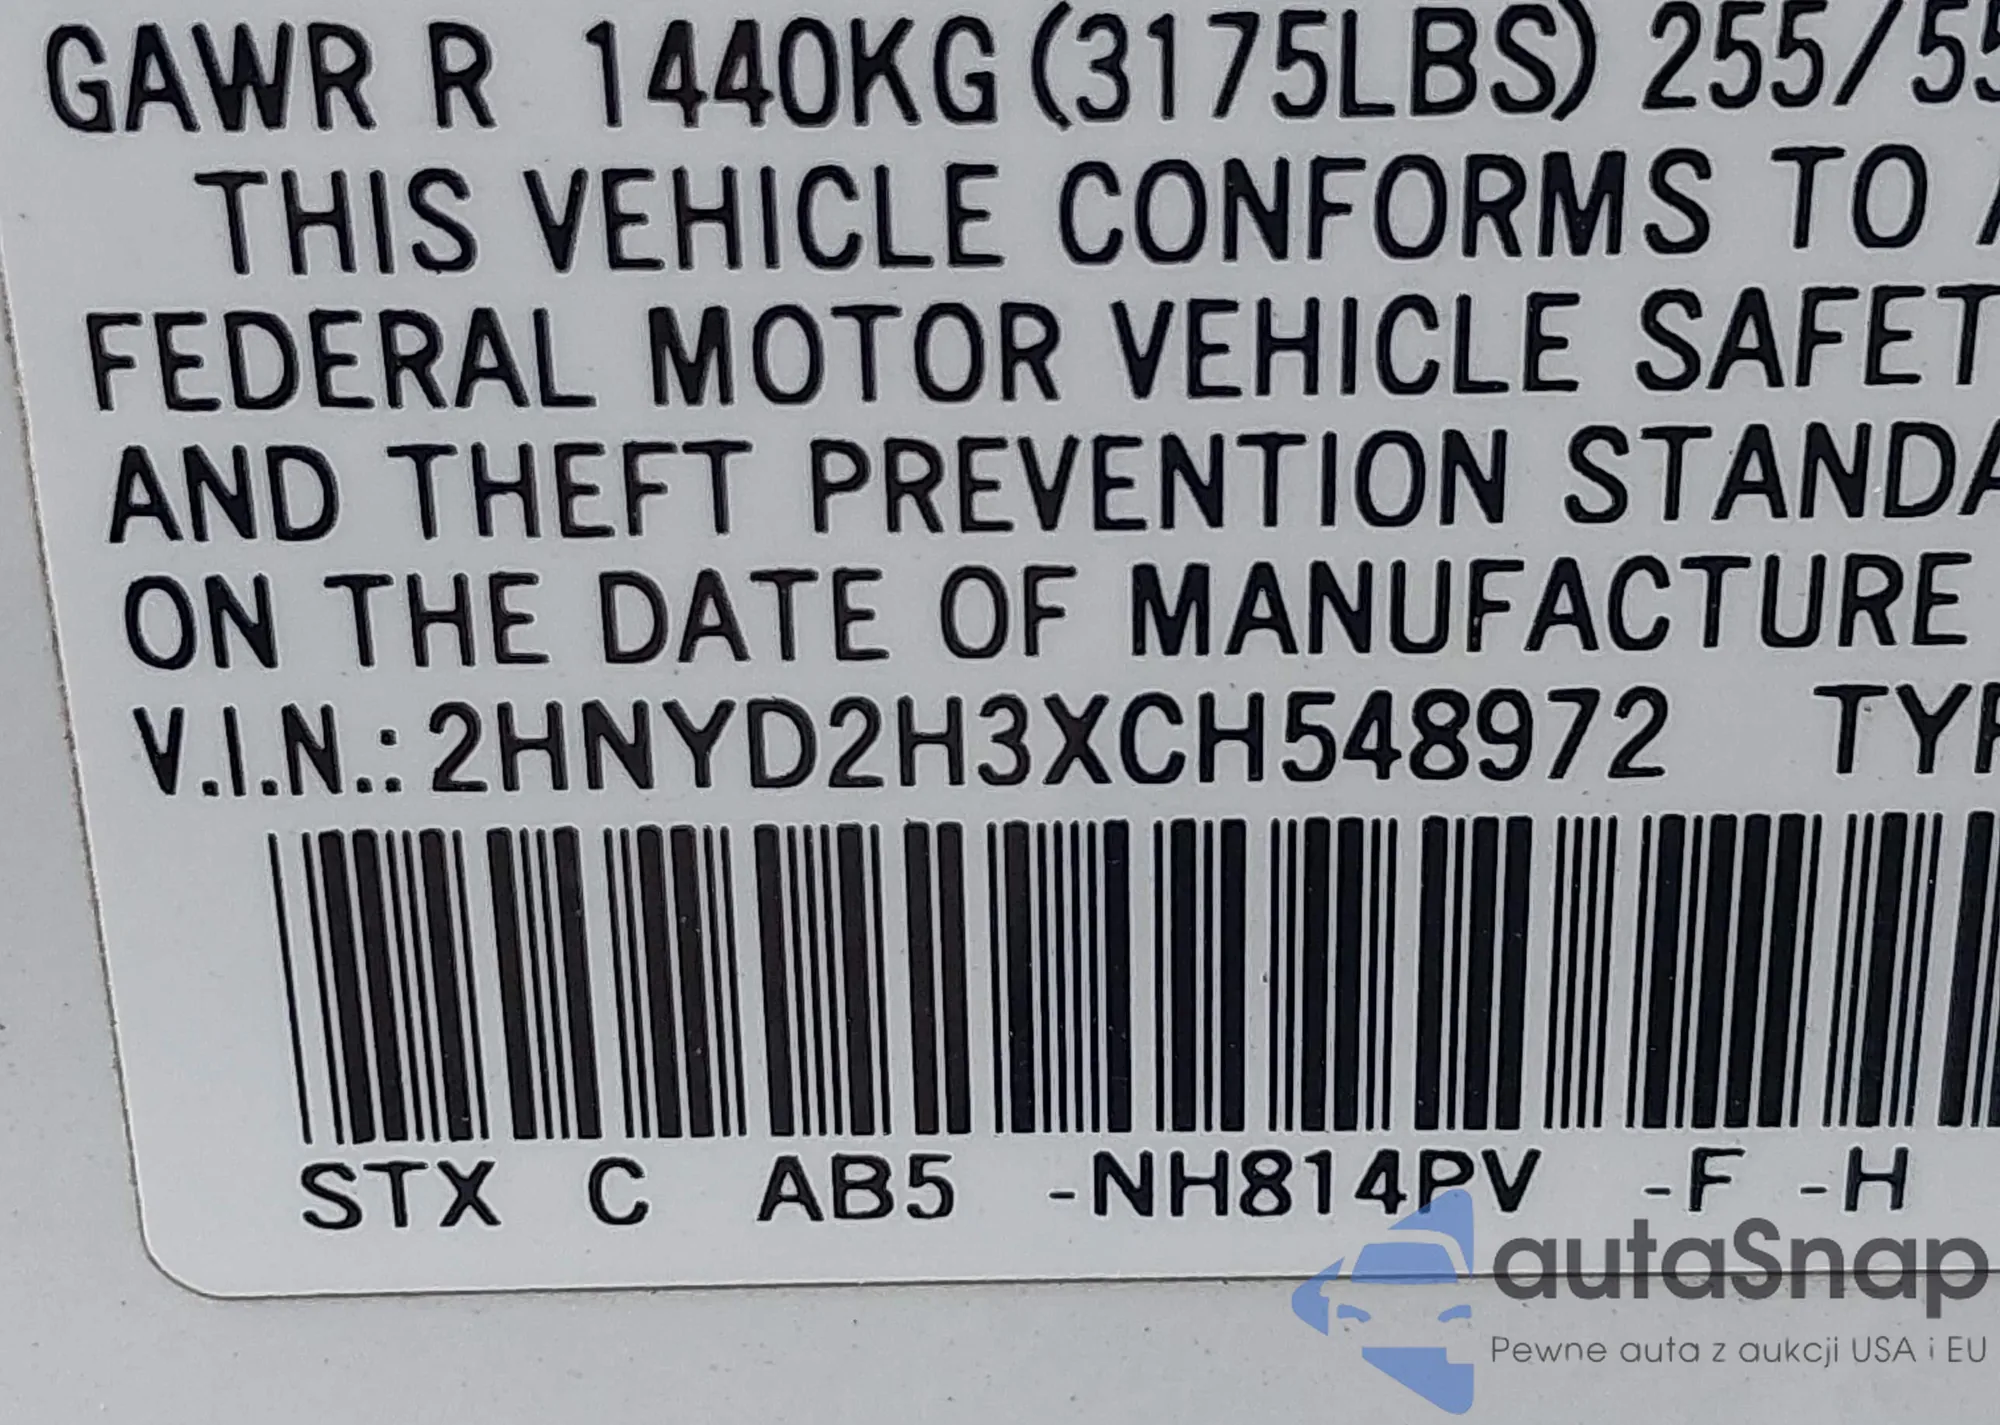 GAWR R 1440KG (3175LBS) 255/55
THIS VEHICLE CONFORMS TO
FEDERAL MOTOR VEHICLE SAFET
AND THEFT PREVENTION STANDA
ON THE DATE OF MANUFACTURE
V.I.N.: 2HNYD2H3XCH548972 TYP
STX C AB5 -NH814PV -F -H
autaSnap
Pewne auta z aukcji USA i EU